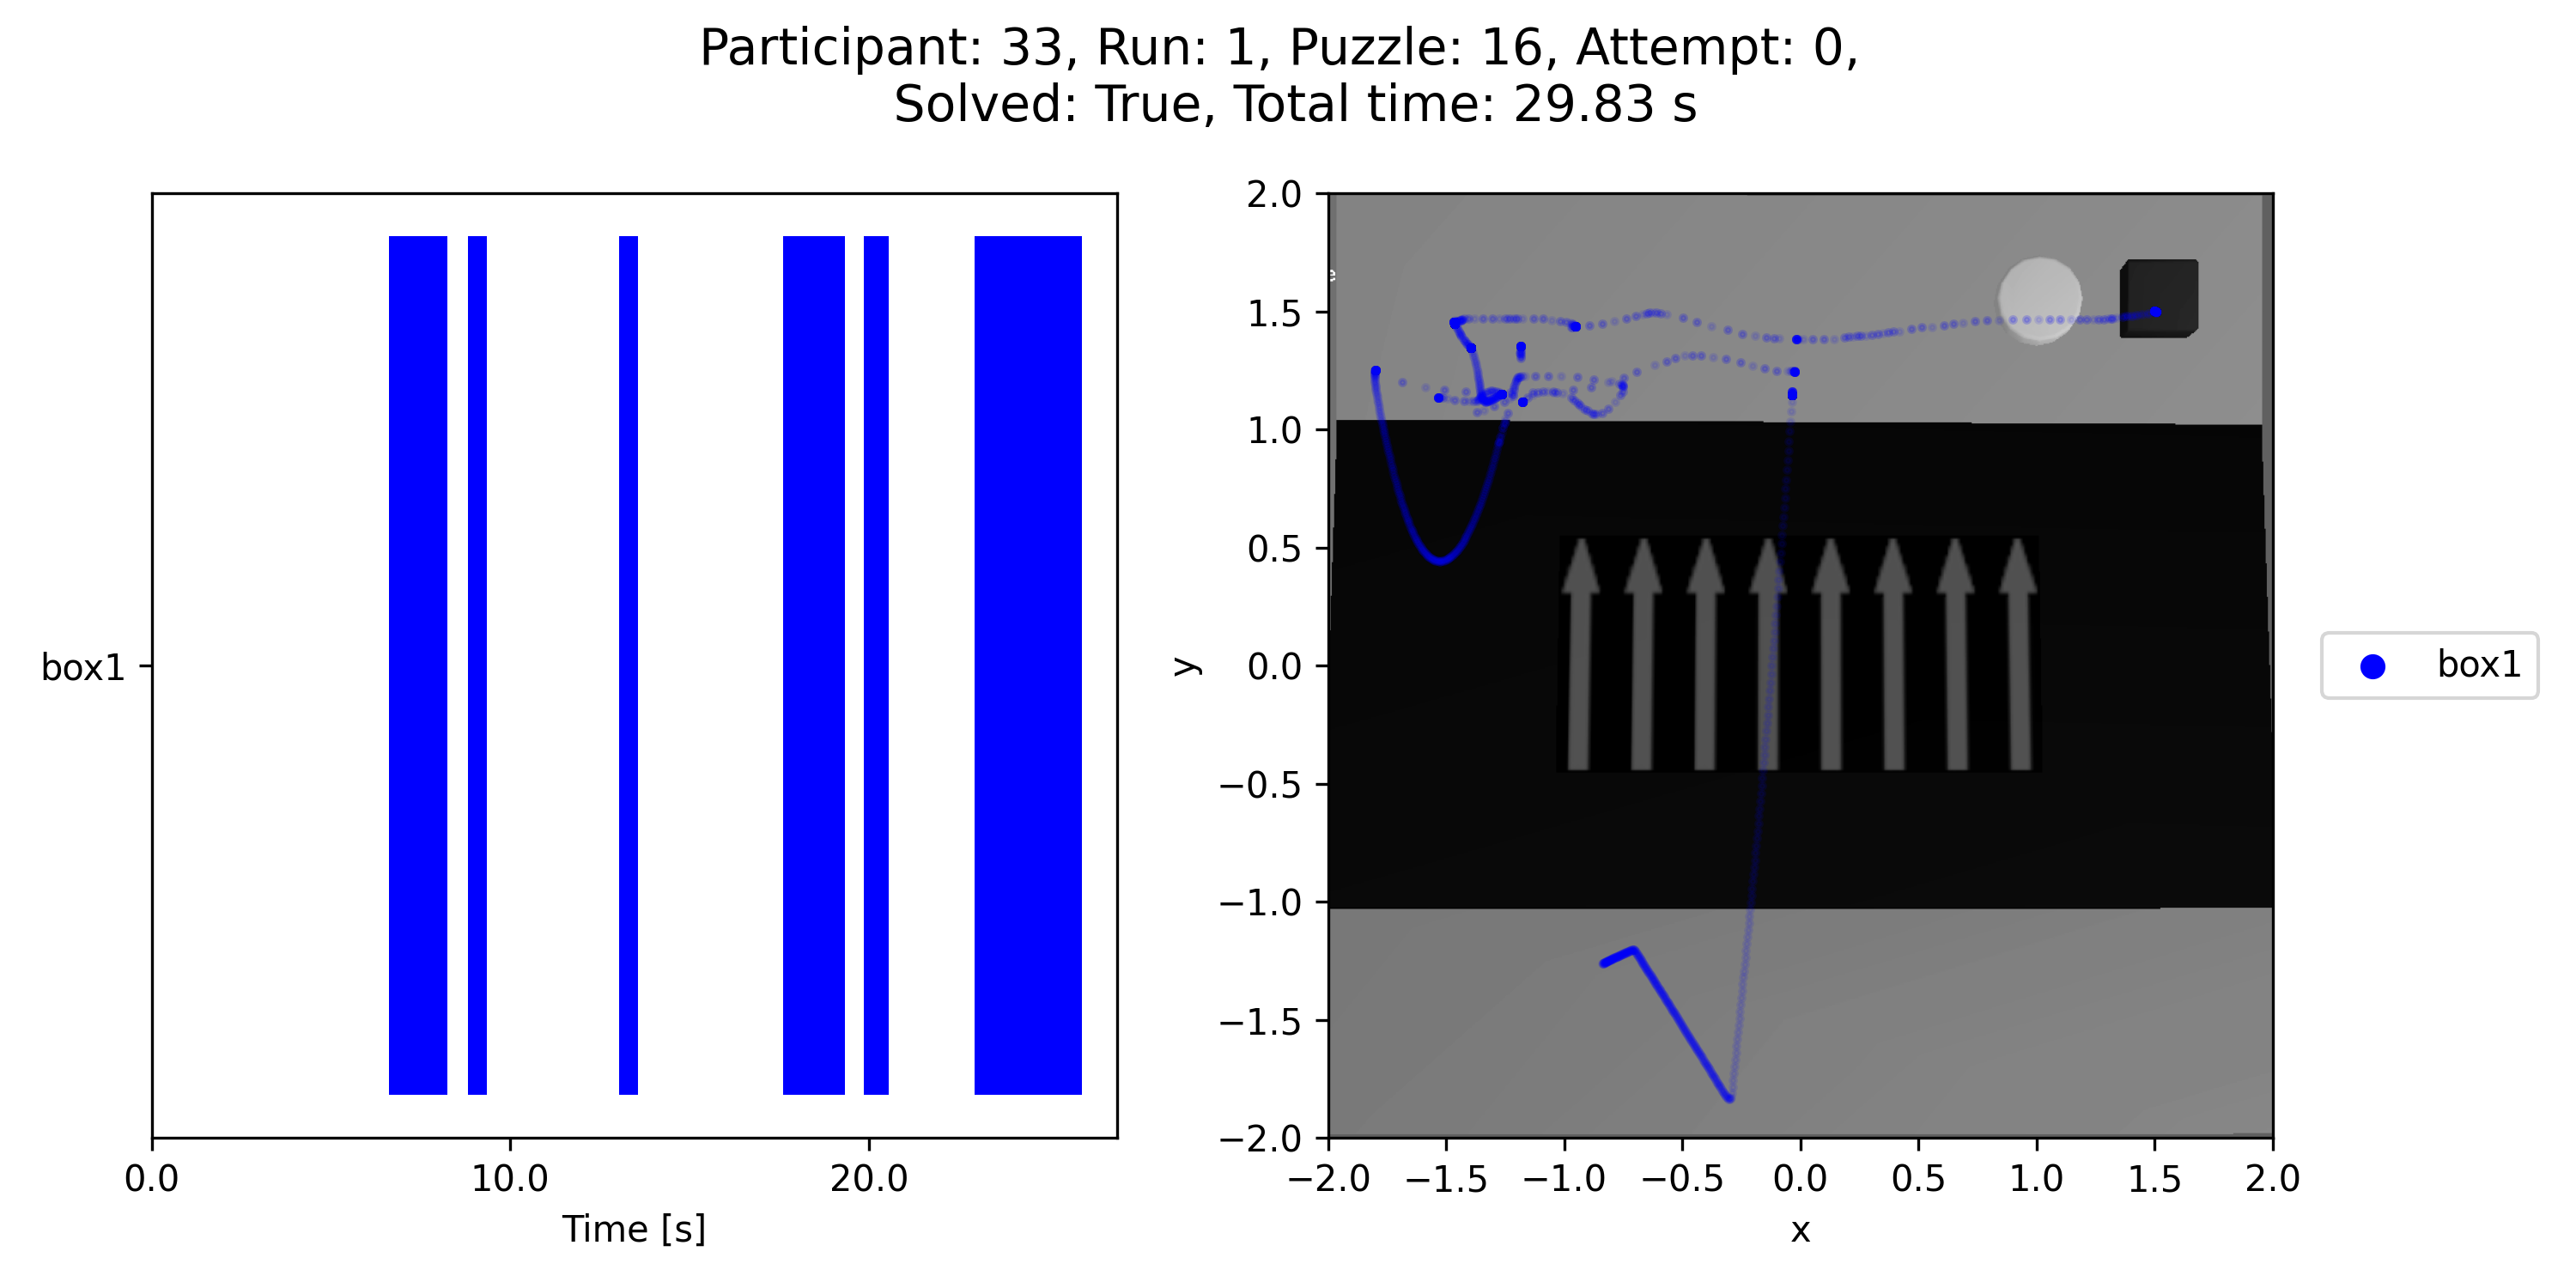 Participant: 33, Run: 1, Puzzle: 16, Attempt: 0,
Solved: True, Total time: 29.83 s
box1
0.0 10.0 20.0
Time [s]
2.0
1.5
1.0
0.5
0.0
−0.5
−1.0
−1.5
−2.0
y
e
−2.0 −1.5 −1.0 −0.5 0.0 0.5 1.0 1.5 2.0
x
box1